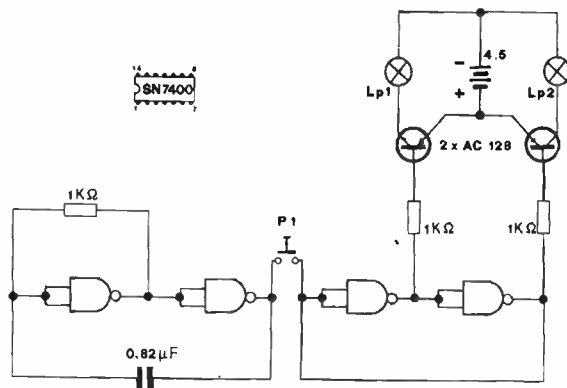 14 8
SN7400
1 7
4.5
−
+
Lp1
Lp2
2 x AC 128
1KΩ
P1
1KΩ
1KΩ
0.82µF